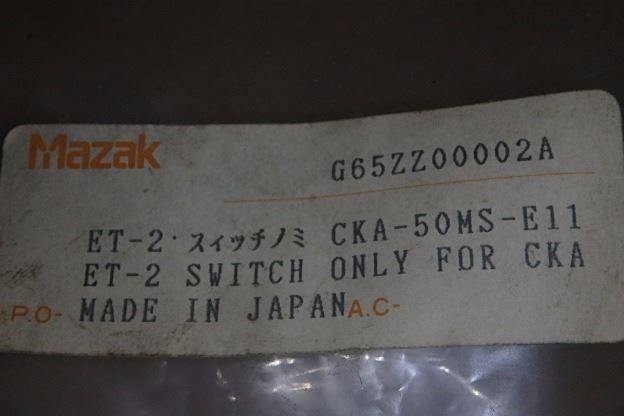 Mazak
G65ZZ00002A
ET-2 スィッチノミ CKA-50MS-E11
ET-2 SWITCH ONLY FOR CKA
P.O- MADE IN JAPAN A.C-